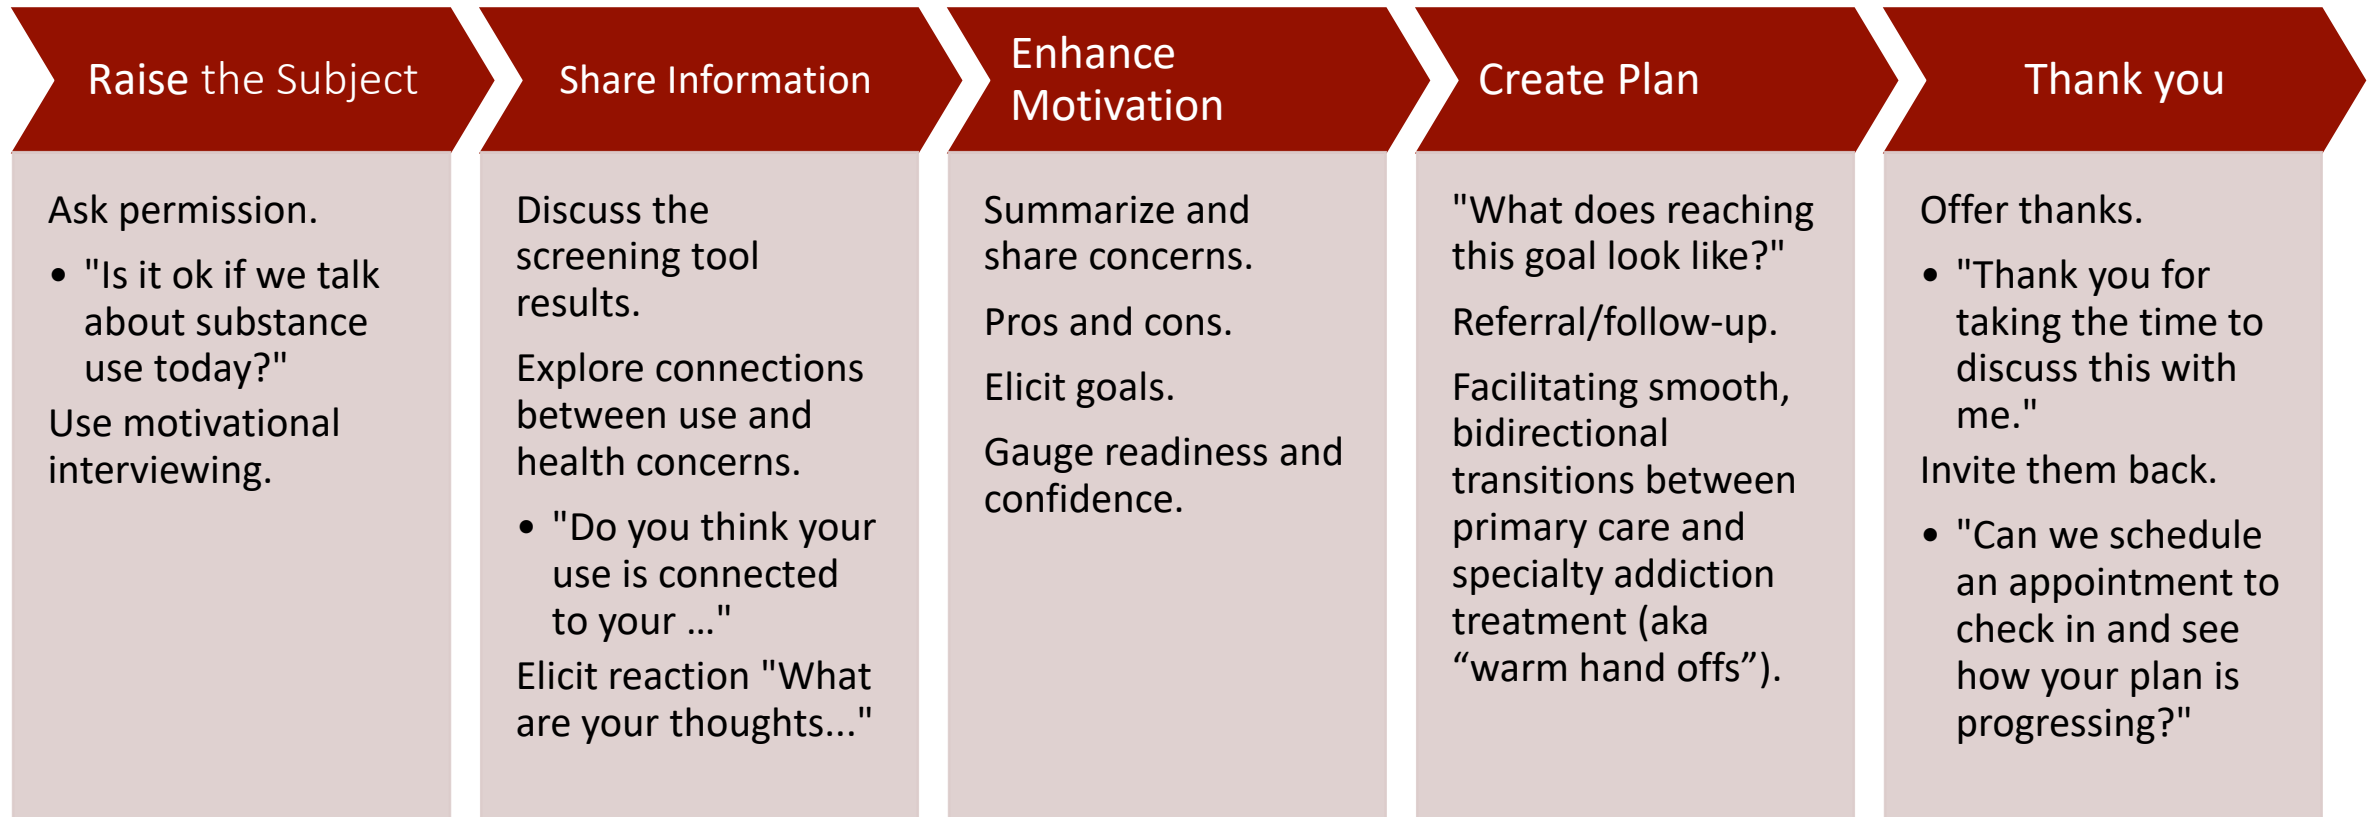 Raise the Subject
Ask permission.
• "Is it ok if we talk
about substance
use today?"
Use motivational
interviewing.
Share Information
Discuss the
screening tool
results.
Explore connections
between use and
health concerns.
• "Do you think your
use is connected
to your ..."
Elicit reaction "What
are your thoughts..."
Enhance
Motivation
Summarize and
share concerns.
Pros and cons.
Elicit goals.
Gauge readiness and
confidence.
Create Plan
"What does reaching
this goal look like?"
Referral/follow-up.
Facilitating smooth,
bidirectional
transitions between
primary care and
specialty addiction
treatment (aka
“warm hand offs”).
Thank you
Offer thanks.
• "Thank you for
taking the time to
discuss this with
me."
Invite them back.
• "Can we schedule
an appointment to
check in and see
how your plan is
progressing?"